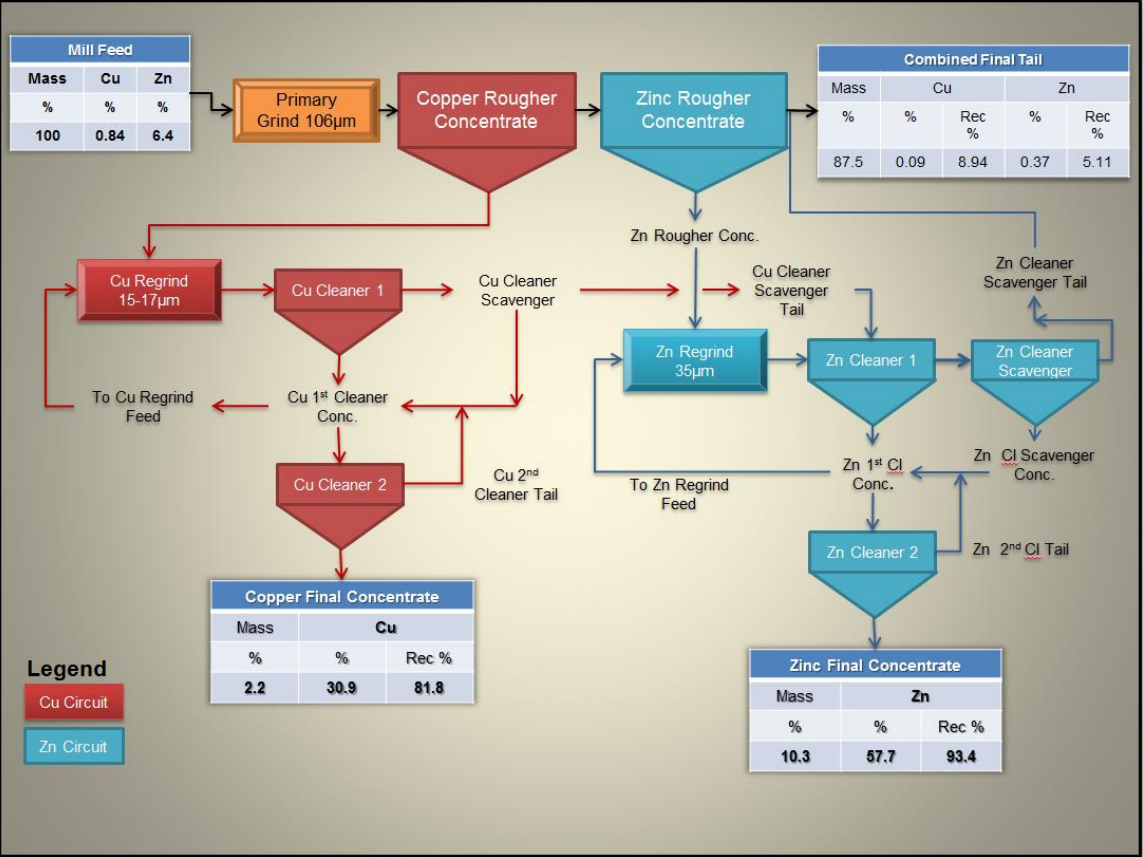 Mill Feed
Mass Cu Zn
% % %
100 0.84 6.4
Primary
Grind 106µm
Copper Rougher
Concentrate
Zinc Rougher
Concentrate
Combined Final Tail
Mass Cu Zn
% % Rec % % Rec %
87.5 0.09 8.94 0.37 5.11
Zn Rougher Conc.
Cu Regrind
15-17µm
Cu Cleaner 1
Cu Cleaner
Scavenger
Cu Cleaner
Scavenger
Tail
Zn Cleaner
Scavenger Tail
Zn Regrind
35µm
Zn Cleaner 1
Zn Cleaner
Scavenger
To Cu Regrind
Feed
Cu 1st Cleaner
Conc.
Cu Cleaner 2
Cu 2nd
Cleaner Tail
To Zn Regrind
Feed
Zn 1st Cl
Conc.
Zn Cl Scavenger
Conc.
Zn Cleaner 2
Zn 2nd Cl Tail
Copper Final Concentrate
Mass Cu
% % Rec %
2.2 30.9 81.8
Zinc Final Concentrate
Mass Zn
% % Rec %
10.3 57.7 93.4
Legend
Cu Circuit
Zn Circuit